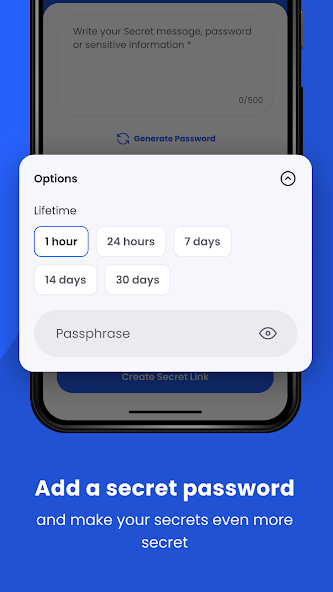 Write your Secret message, password
or sensitive information *
0/500
Generate Password
Options
Lifetime
1 hour
24 hours
7 days
14 days
30 days
Passphrase
Create Secret Link
Add a secret password
and make your secrets even more
secret